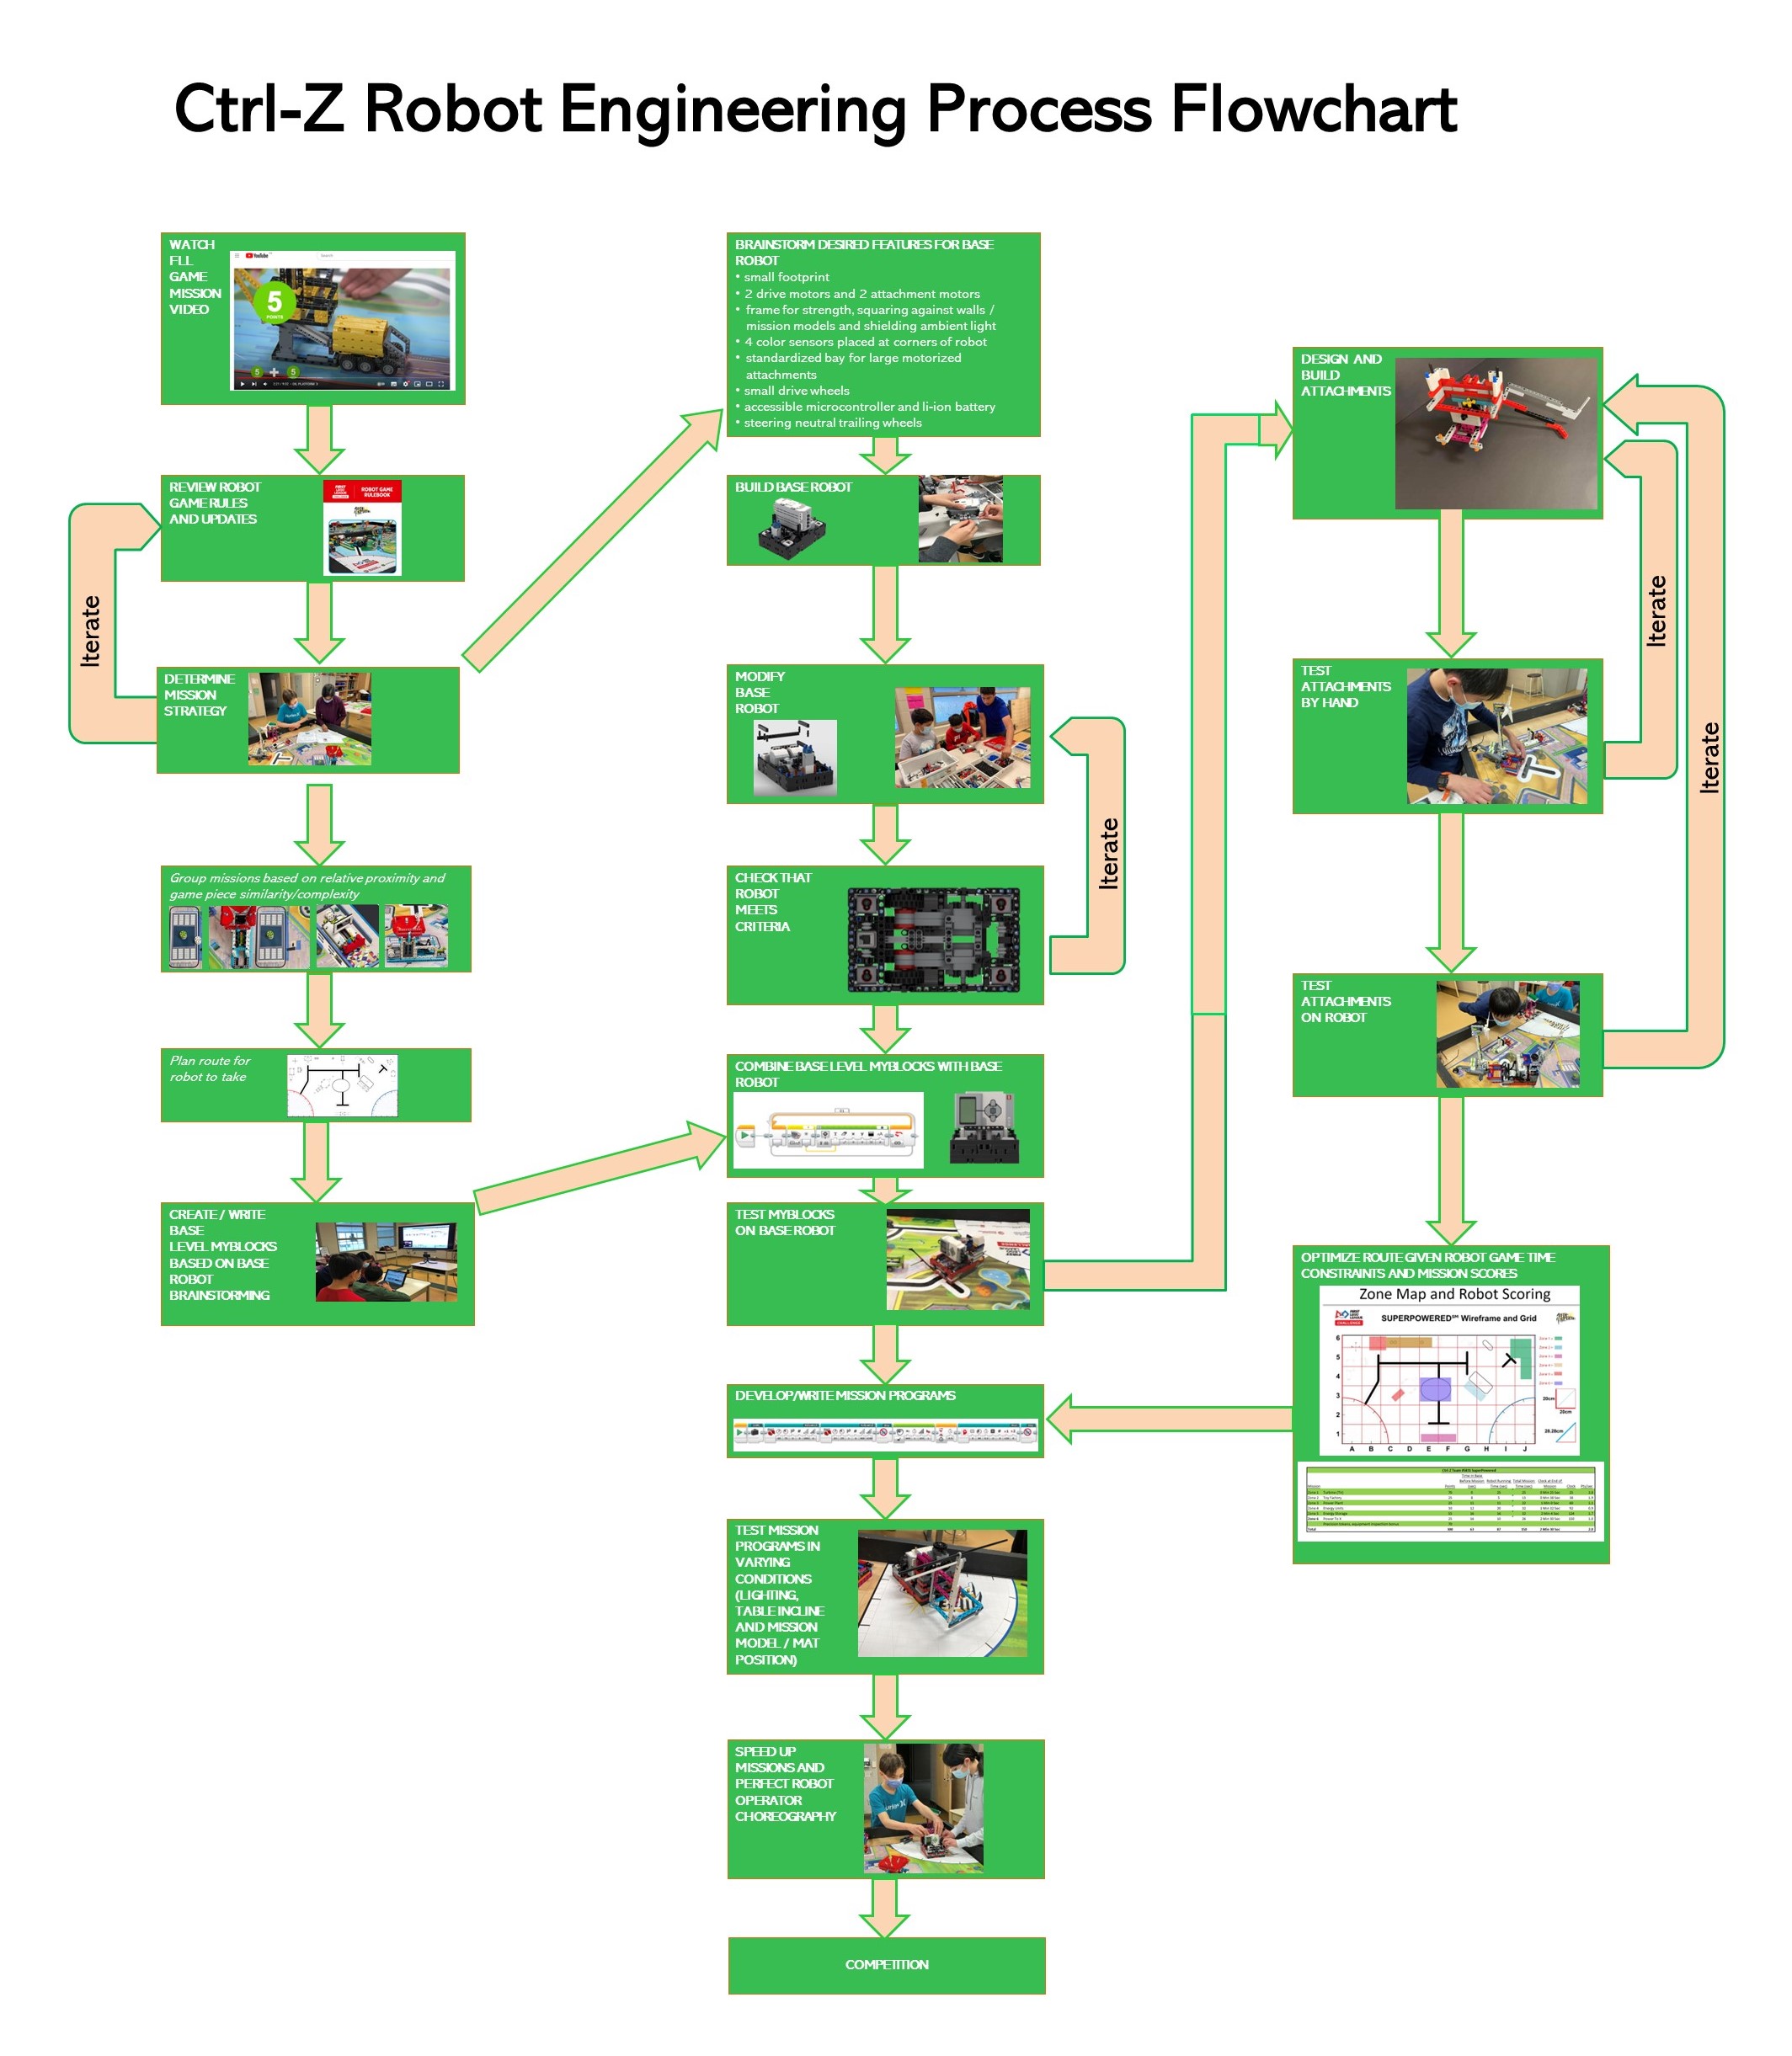 Ctrl-Z Robot Engineering Process Flowchart
WATCH
FLL
GAME
MISSION
VIDEO
YouTube
Search
5
POINTS
5 + 5
REVIEW ROBOT
GAME RULES
AND UPDATES
ROBOT GAME
RULEBOOK
Iterate
DETERMINE
MISSION
STRATEGY
Group missions based on relative proximity and
game piece similarity/complexity
Plan route for
robot to take
CREATE / WRITE
BASE
LEVEL MYBLOCKS
BASED ON BASE
ROBOT
BRAINSTORMING
BRAINSTORM DESIRED FEATURES FOR BASE
ROBOT
• small footprint
• 2 drive motors and 2 attachment motors
• frame for strength, squaring against walls /
mission models and shielding ambient light
• 4 color sensors placed at corners of robot
• standardized bay for large motorized
attachments
• small drive wheels
• accessible microcontroller and li-ion battery
• steering neutral trailing wheels
BUILD BASE ROBOT
MODIFY
BASE
ROBOT
Iterate
CHECK THAT
ROBOT
MEETS
CRITERIA
COMBINE BASE LEVEL MYBLOCKS WITH BASE
ROBOT
TEST MYBLOCKS
ON BASE ROBOT
DEVELOP/WRITE MISSION PROGRAMS
TEST MISSION
PROGRAMS IN
VARYING
CONDITIONS
(LIGHTING,
TABLE INCLINE
AND MISSION
MODEL / MAT
POSITION)
SPEED UP
MISSIONS AND
PERFECT ROBOT
OPERATOR
CHOREOGRAPHY
COMPETITION
DESIGN AND
BUILD
ATTACHMENTS
Iterate
TEST
ATTACHMENTS
BY HAND
Iterate
TEST
ATTACHMENTS
ON ROBOT
OPTIMIZE ROUTE GIVEN ROBOT GAME TIME
CONSTRAINTS AND MISSION SCORES
Zone Map and Robot Scoring
SUPERPOWERED℠ Wireframe and Grid
6
5
4
3
2
1
A B C D E F G H I J
20cm
20cm
28.28cm